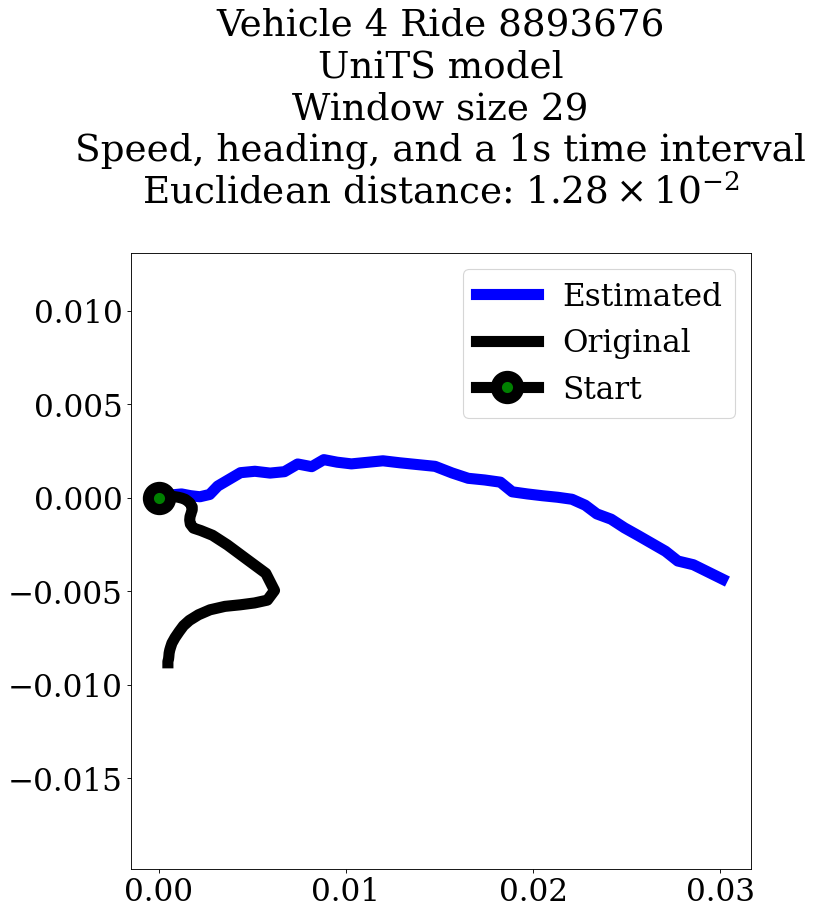 Vehicle 4 Ride 8893676
UniTS model
Window size 29
Speed, heading, and a 1s time interval
Euclidean distance: 1.28 × 10⁻²
Estimated
Original
Start
0.010
0.005
0.000
−0.005
−0.010
−0.015
0.00 0.01 0.02 0.03